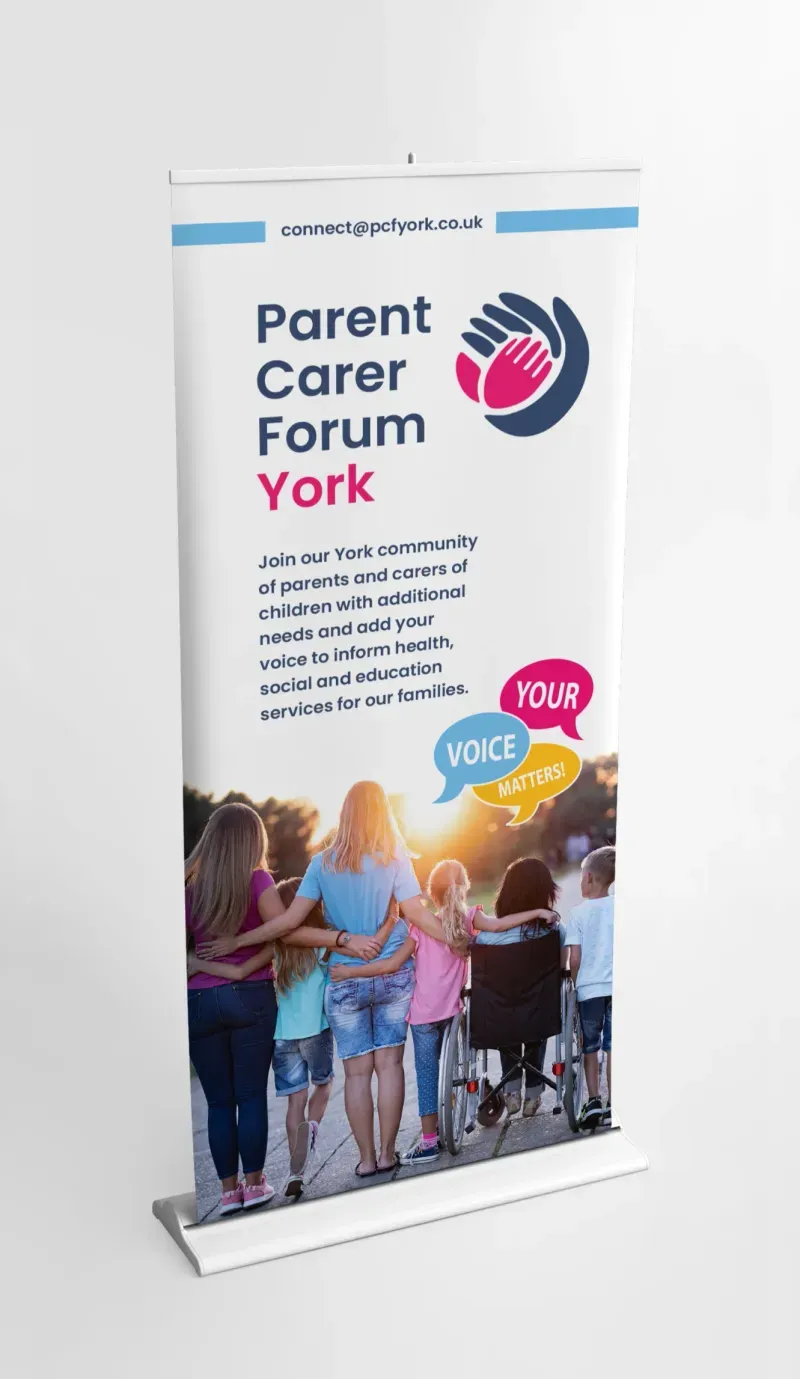 connect@pcfyork.co.uk
Parent
Carer
Forum
York
Join our York community
of parents and carers of
children with additional
needs and add your
voice to inform health,
social and education
services for our families.
YOUR
VOICE
MATTERS!